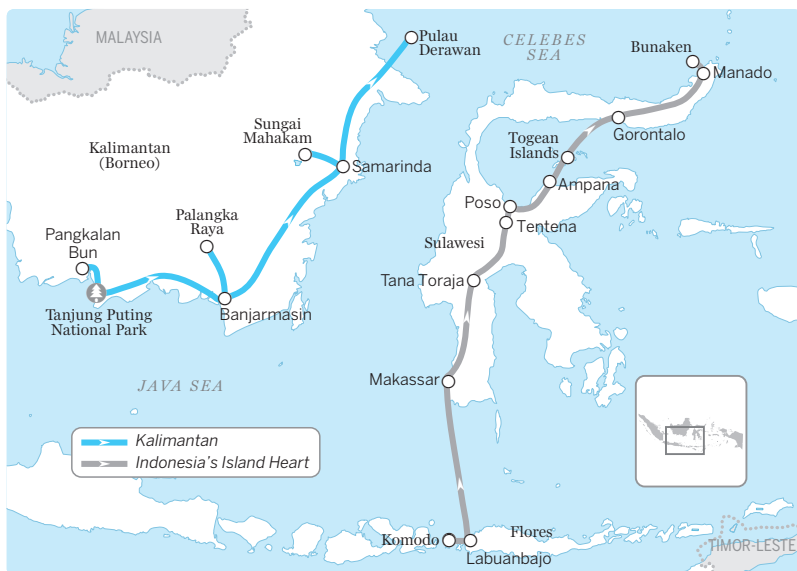 MALAYSIA
Pulau
Derawan
CELEBES
SEA
Bunaken
Manado
Gorontalo
Sungai
Mahakam
Kalimantan
(Borneo)
Samarinda
Togean
Islands
Ampana
Poso
Tentena
Palangka
Raya
Pangkalan
Bun
Sulawesi
Tana Toraja
Tanjung Puting
National Park
Banjarmasin
JAVA SEA
Makassar
Kalimantan
Indonesia's Island Heart
Komodo
Flores
Labuanbajo
TIMOR-LESTE